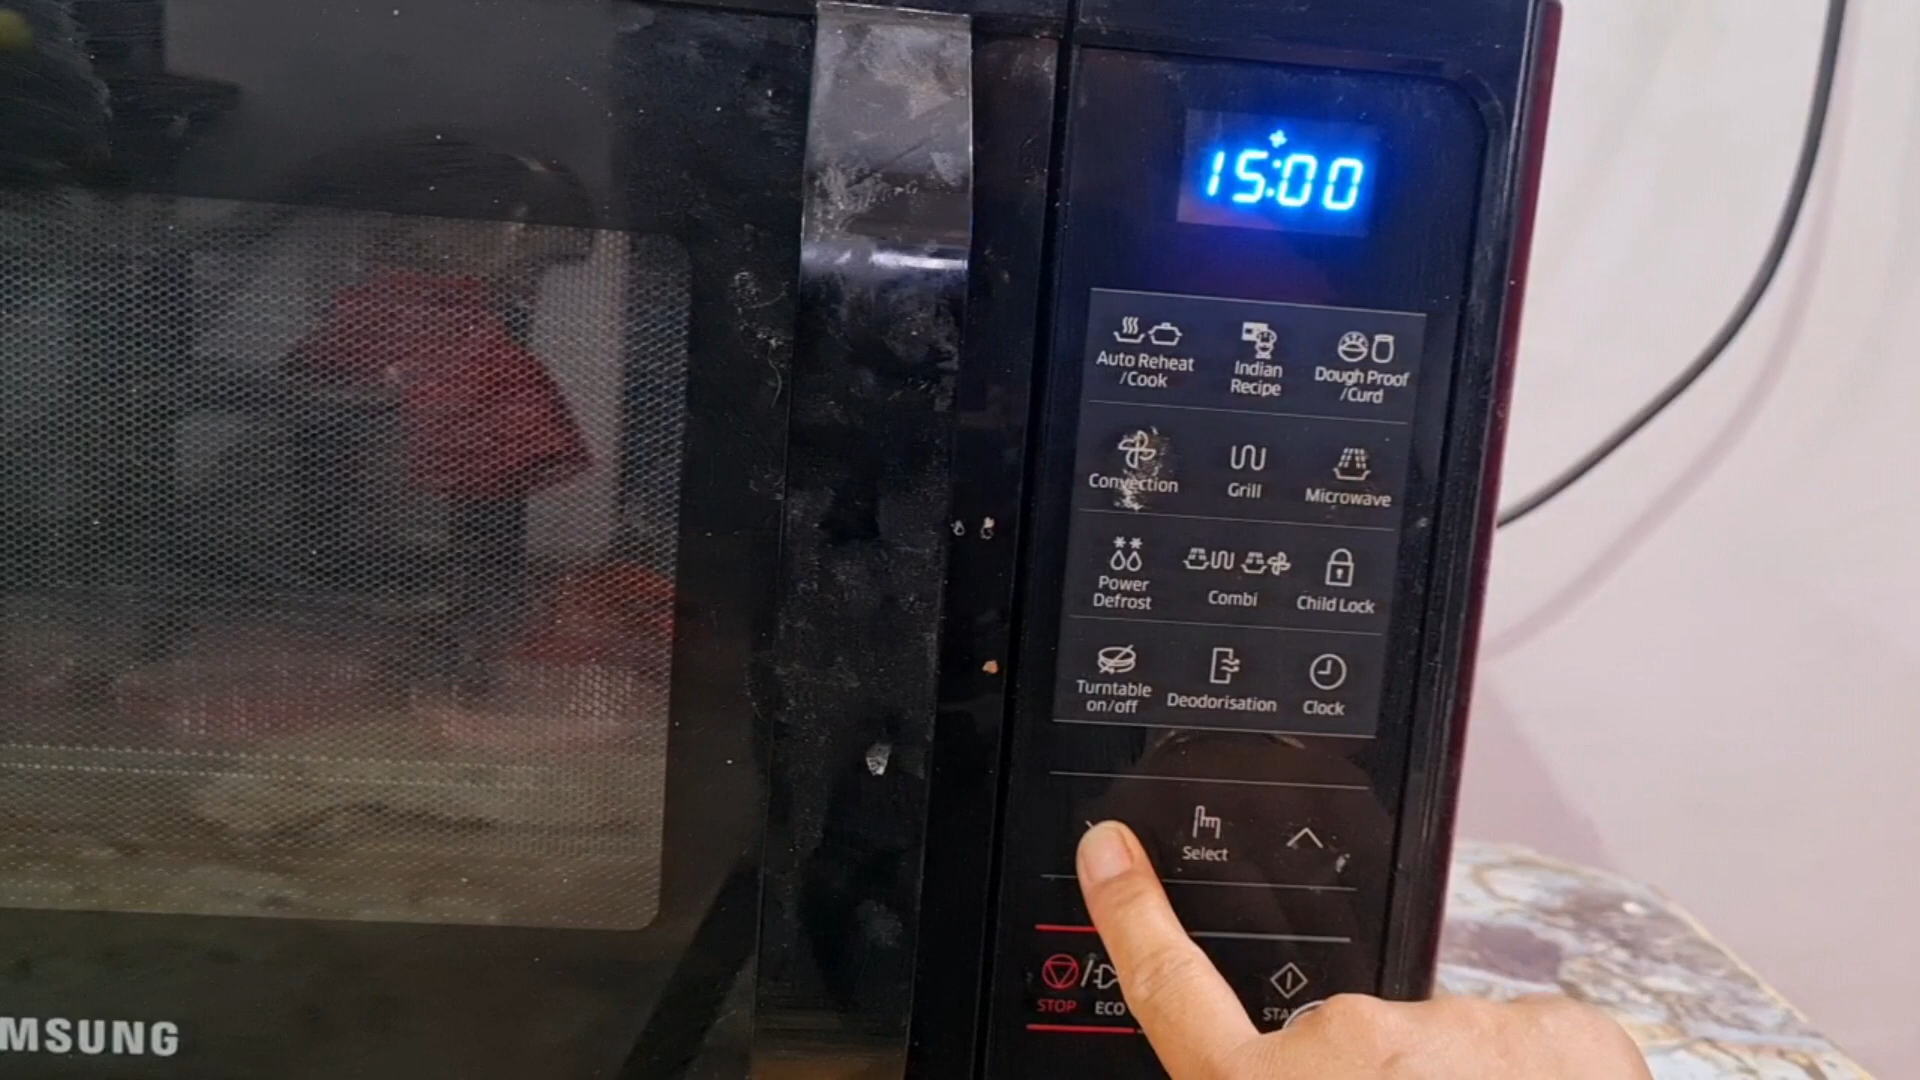 15:00
Auto Reheat
/Cook
Indian
Recipe
Dough Proof
/Curd
Convection
Grill
Microwave
Power
Defrost
Combi
Child Lock
Turntable
on/off
Deodorisation
Clock
Select
STOP
ECO
STA
MSUNG